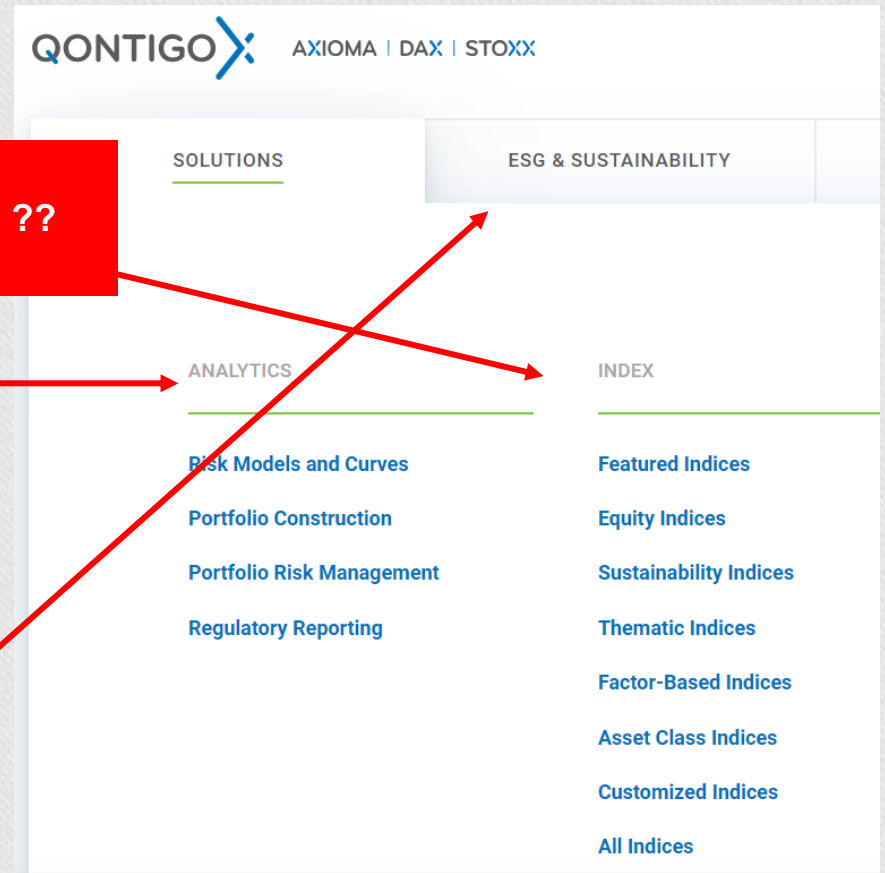 QONTIGO AXIOMA | DAX | STOXX
SOLUTIONS
ESG & SUSTAINABILITY
??
ANALYTICS
Risk Models and Curves
Portfolio Construction
Portfolio Risk Management
Regulatory Reporting
INDEX
Featured Indices
Equity Indices
Sustainability Indices
Thematic Indices
Factor-Based Indices
Asset Class Indices
Customized Indices
All Indices